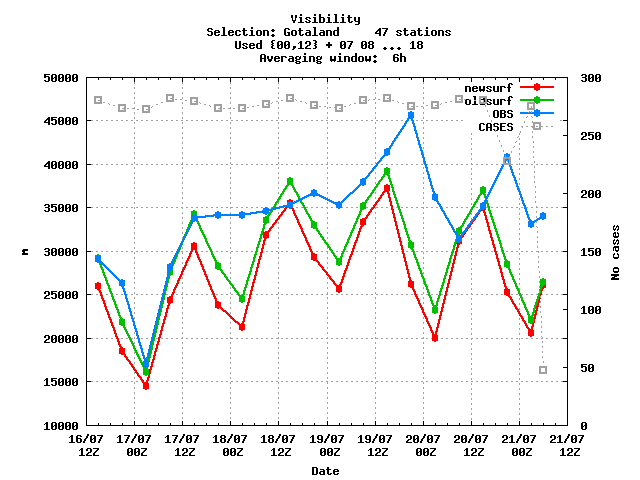 Visibility
Selection: Gotaland     47 stations
Used {00,12} + 07 08 ... 18
Averaging window:  6h
50000
45000
40000
35000
30000
25000
20000
15000
10000
m
300
250
200
150
100
50
0
No cases
newsurf
oldsurf
OBS
CASES
16/07 17/07 17/07 18/07 18/07 19/07 19/07 20/07 20/07 21/07 21/07
12Z 00Z 12Z 00Z 12Z 00Z 12Z 00Z 12Z 00Z 12Z
Date